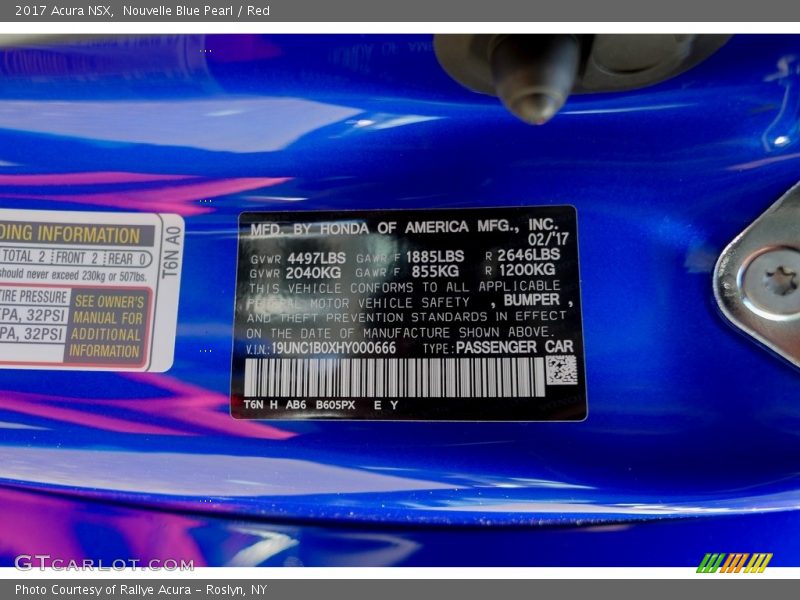 2017 Acura NSX,  Nouvelle Blue Pearl / Red
MFD. BY HONDA OF AMERICA MFG., INC.
02/'17
GVWR 4497LBS GAWR F 1885LBS R 2646LBS
GVWR 2040KG GAWR F 855KG R 1200KG
THIS VEHICLE CONFORMS TO ALL APPLICABLE
FEDERAL MOTOR VEHICLE SAFETY , BUMPER ,
AND THEFT PREVENTION STANDARDS IN EFFECT
ON THE DATE OF MANUFACTURE SHOWN ABOVE.
V.I.N.: 19UNC1B0XHY000666 TYPE: PASSENGER CAR
T6N H AB6 B605PX E Y
DING INFORMATION
TOTAL 2 FRONT 2 REAR 0
should never exceed 230kg or 507lbs.
TIRE PRESSURE
PA, 32PSI
PA, 32PSI
SEE OWNER'S
MANUAL FOR
ADDITIONAL
INFORMATION
T6N A0
GTCARLOT.COM
Photo Courtesy of Rallye Acura – Roslyn, NY